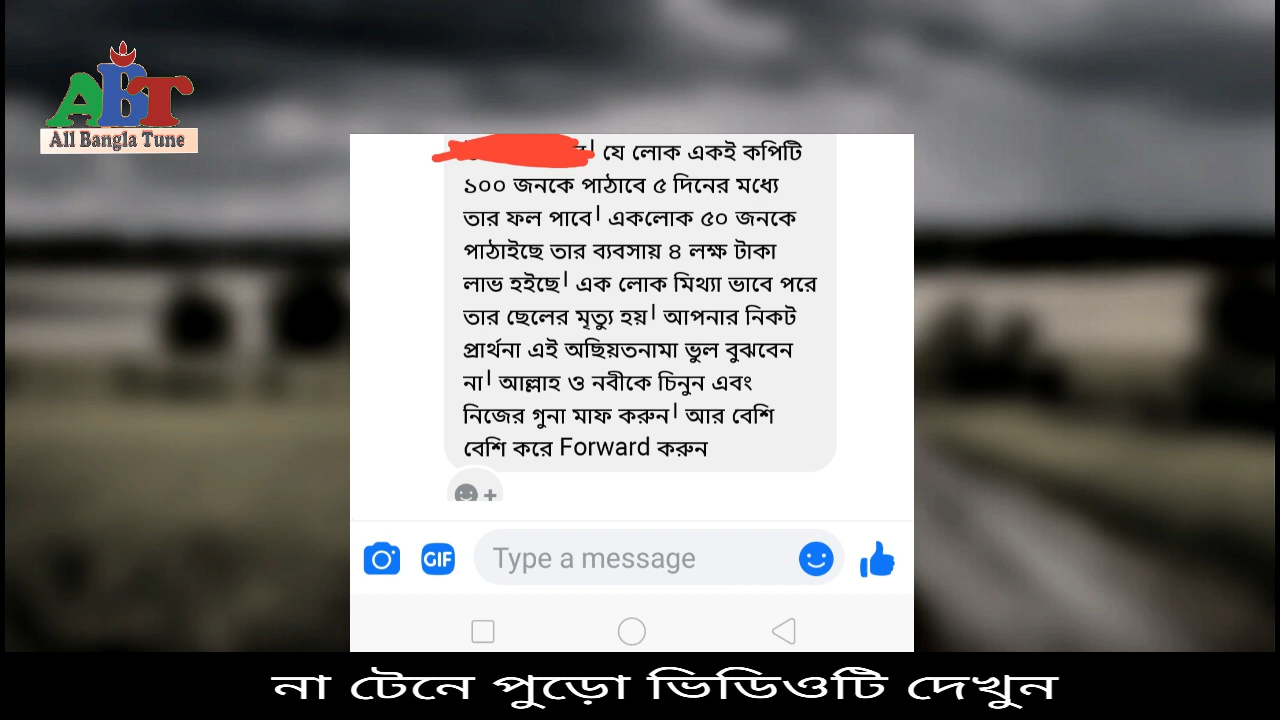 ABT
All Bangla Tune
যে লোক একই কপিটি
১০০ জনকে পাঠাবে ৫ দিনের মধ্যে
তার ফল পাবে| একলোক ৫০ জনকে
পাঠাইছে তার ব্যবসায় ৪ লক্ষ টাকা
লাভ হইছে| এক লোক মিথ্যা ভাবে পরে
তার ছেলের মৃত্যু হয়| আপনার নিকট
প্রার্থনা এই অছিয়তনামা ভুল বুঝবেন
না| আল্লাহ ও নবীকে চিনুন এবং
নিজের গুনা মাফ করুন| আর বেশি
বেশি করে Forward করুন
GIF
Type a message
না টেনে পুড়ো ভিডিওটি দেখুন